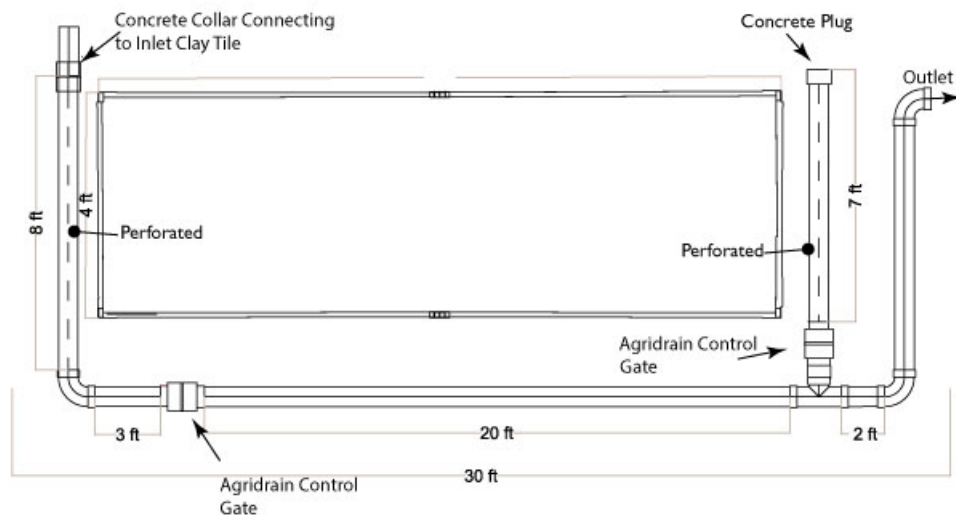 Concrete Collar Connecting
to Inlet Clay Tile
Concrete Plug
Outlet
8 ft
4 ft
7 ft
Perforated
Perforated
Agridrain Control
Gate
3 ft
20 ft
2 ft
30 ft
Agridrain Control
Gate